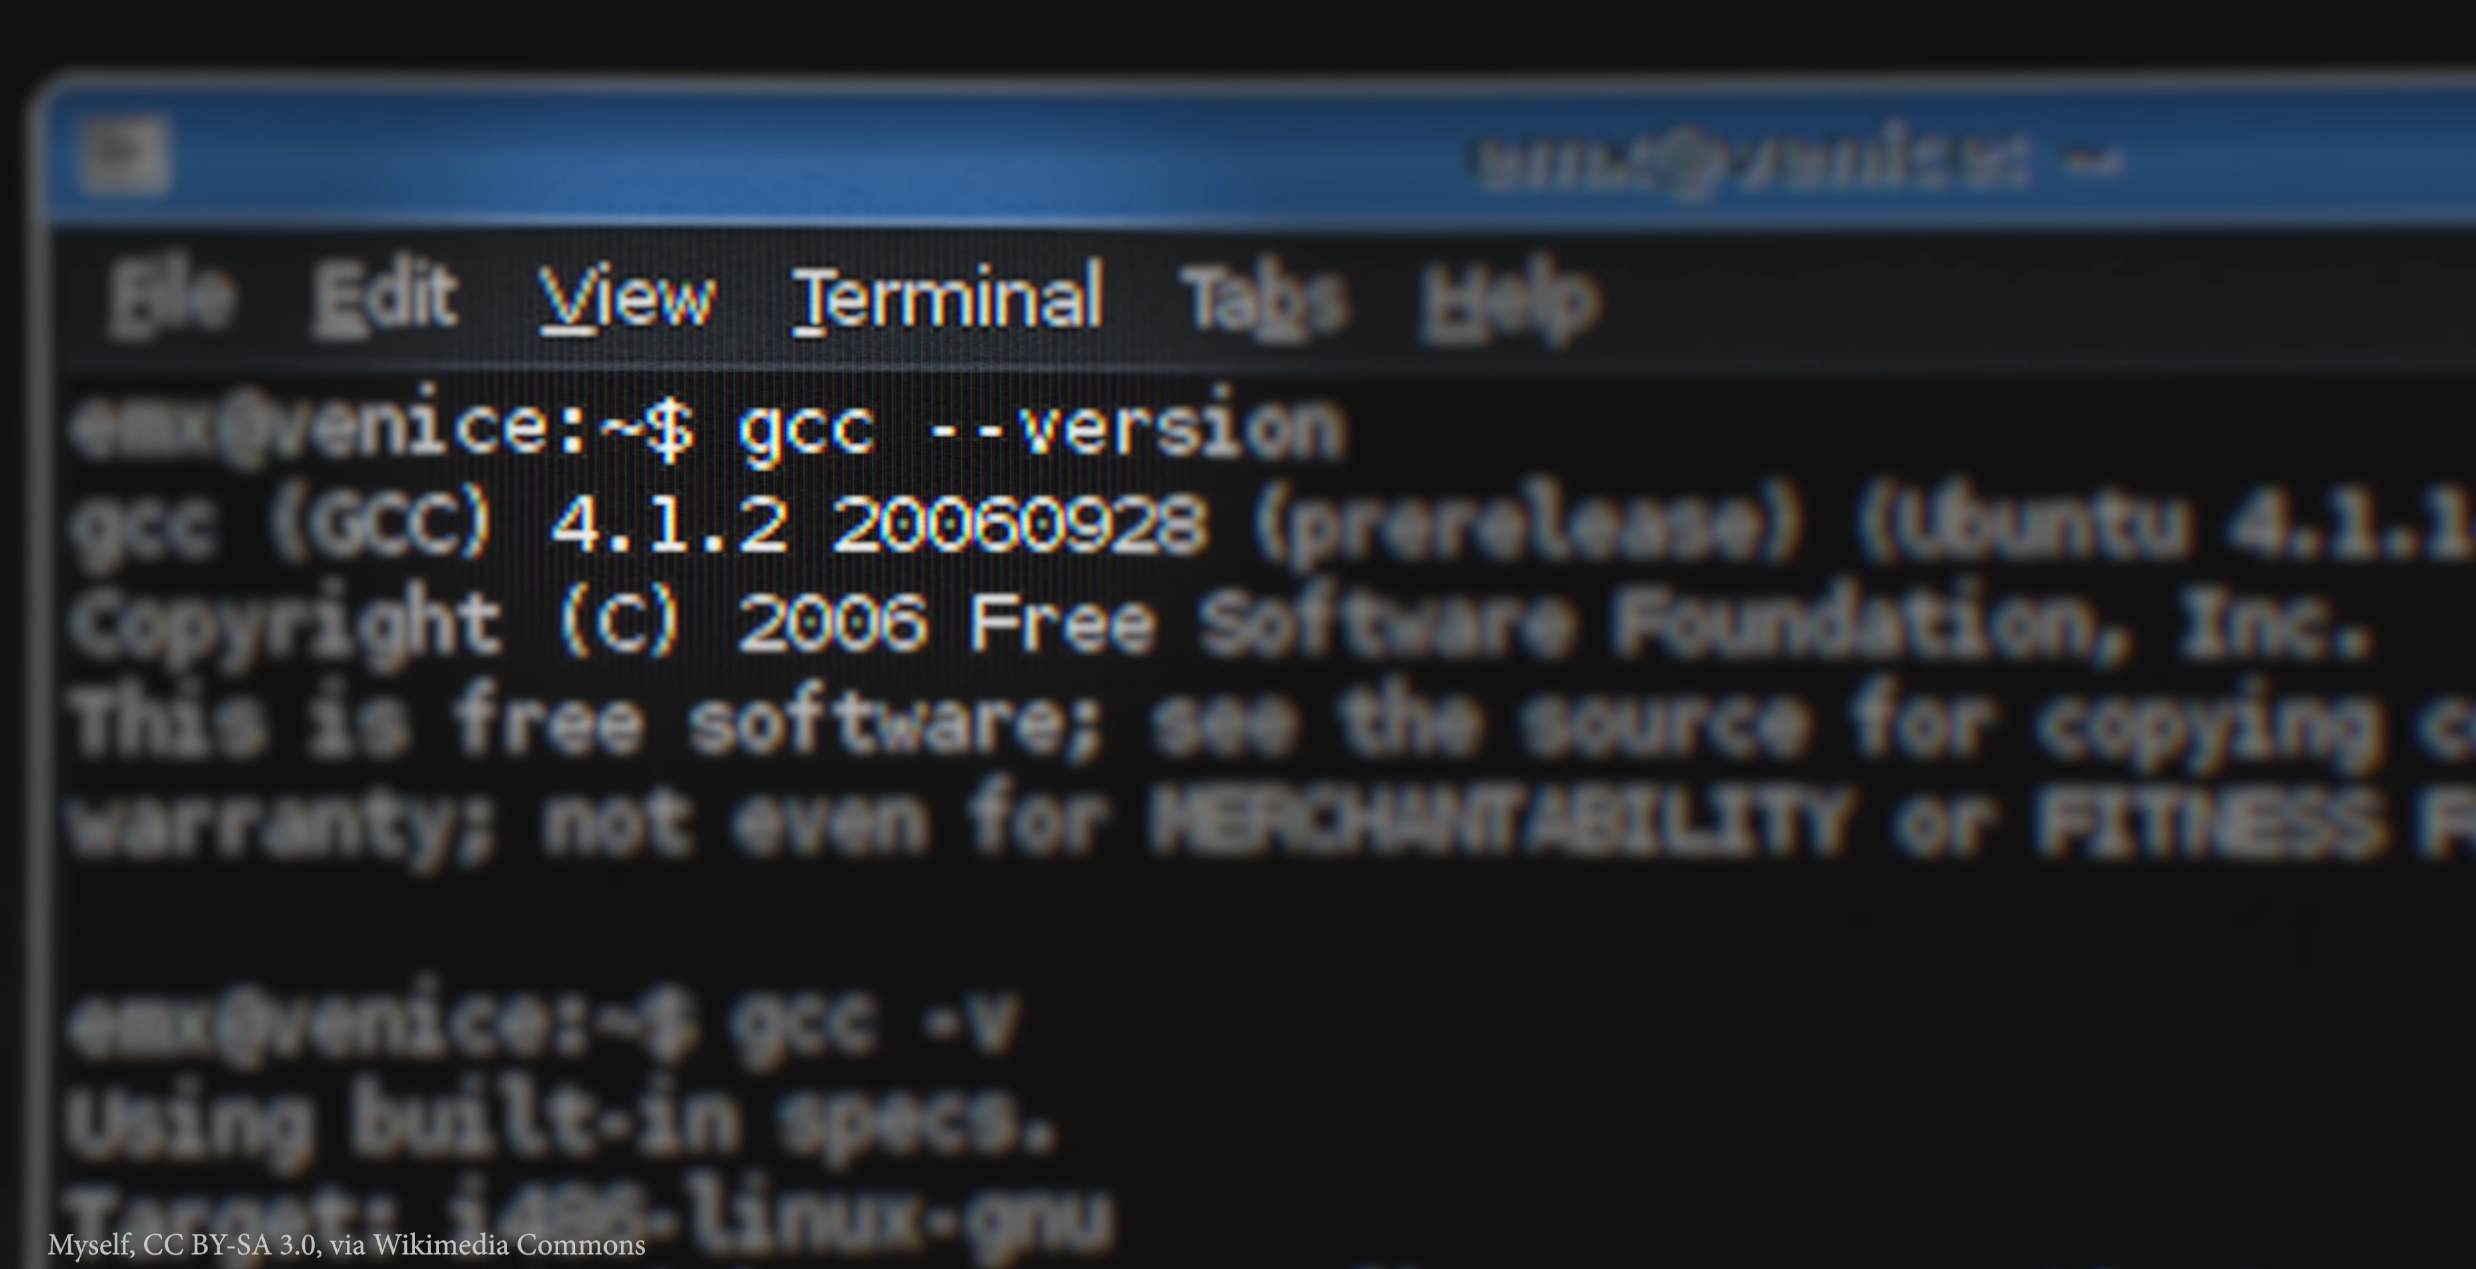 emx@venice: ~
File Edit View Terminal Tabs Help
emx@venice:~$ gcc --version
gcc (GCC) 4.1.2 20060928 (prerelease) (Ubuntu 4.1.1
Copyright (C) 2006 Free Software Foundation, Inc.
This is free software; see the source for copying
warranty; not even for MERCHANTABILITY or FITNESS
emx@venice:~$ gcc -v
Using built-in specs.
Target: i486-linux-gnu
Myself, CC BY-SA 3.0, via Wikimedia Commons